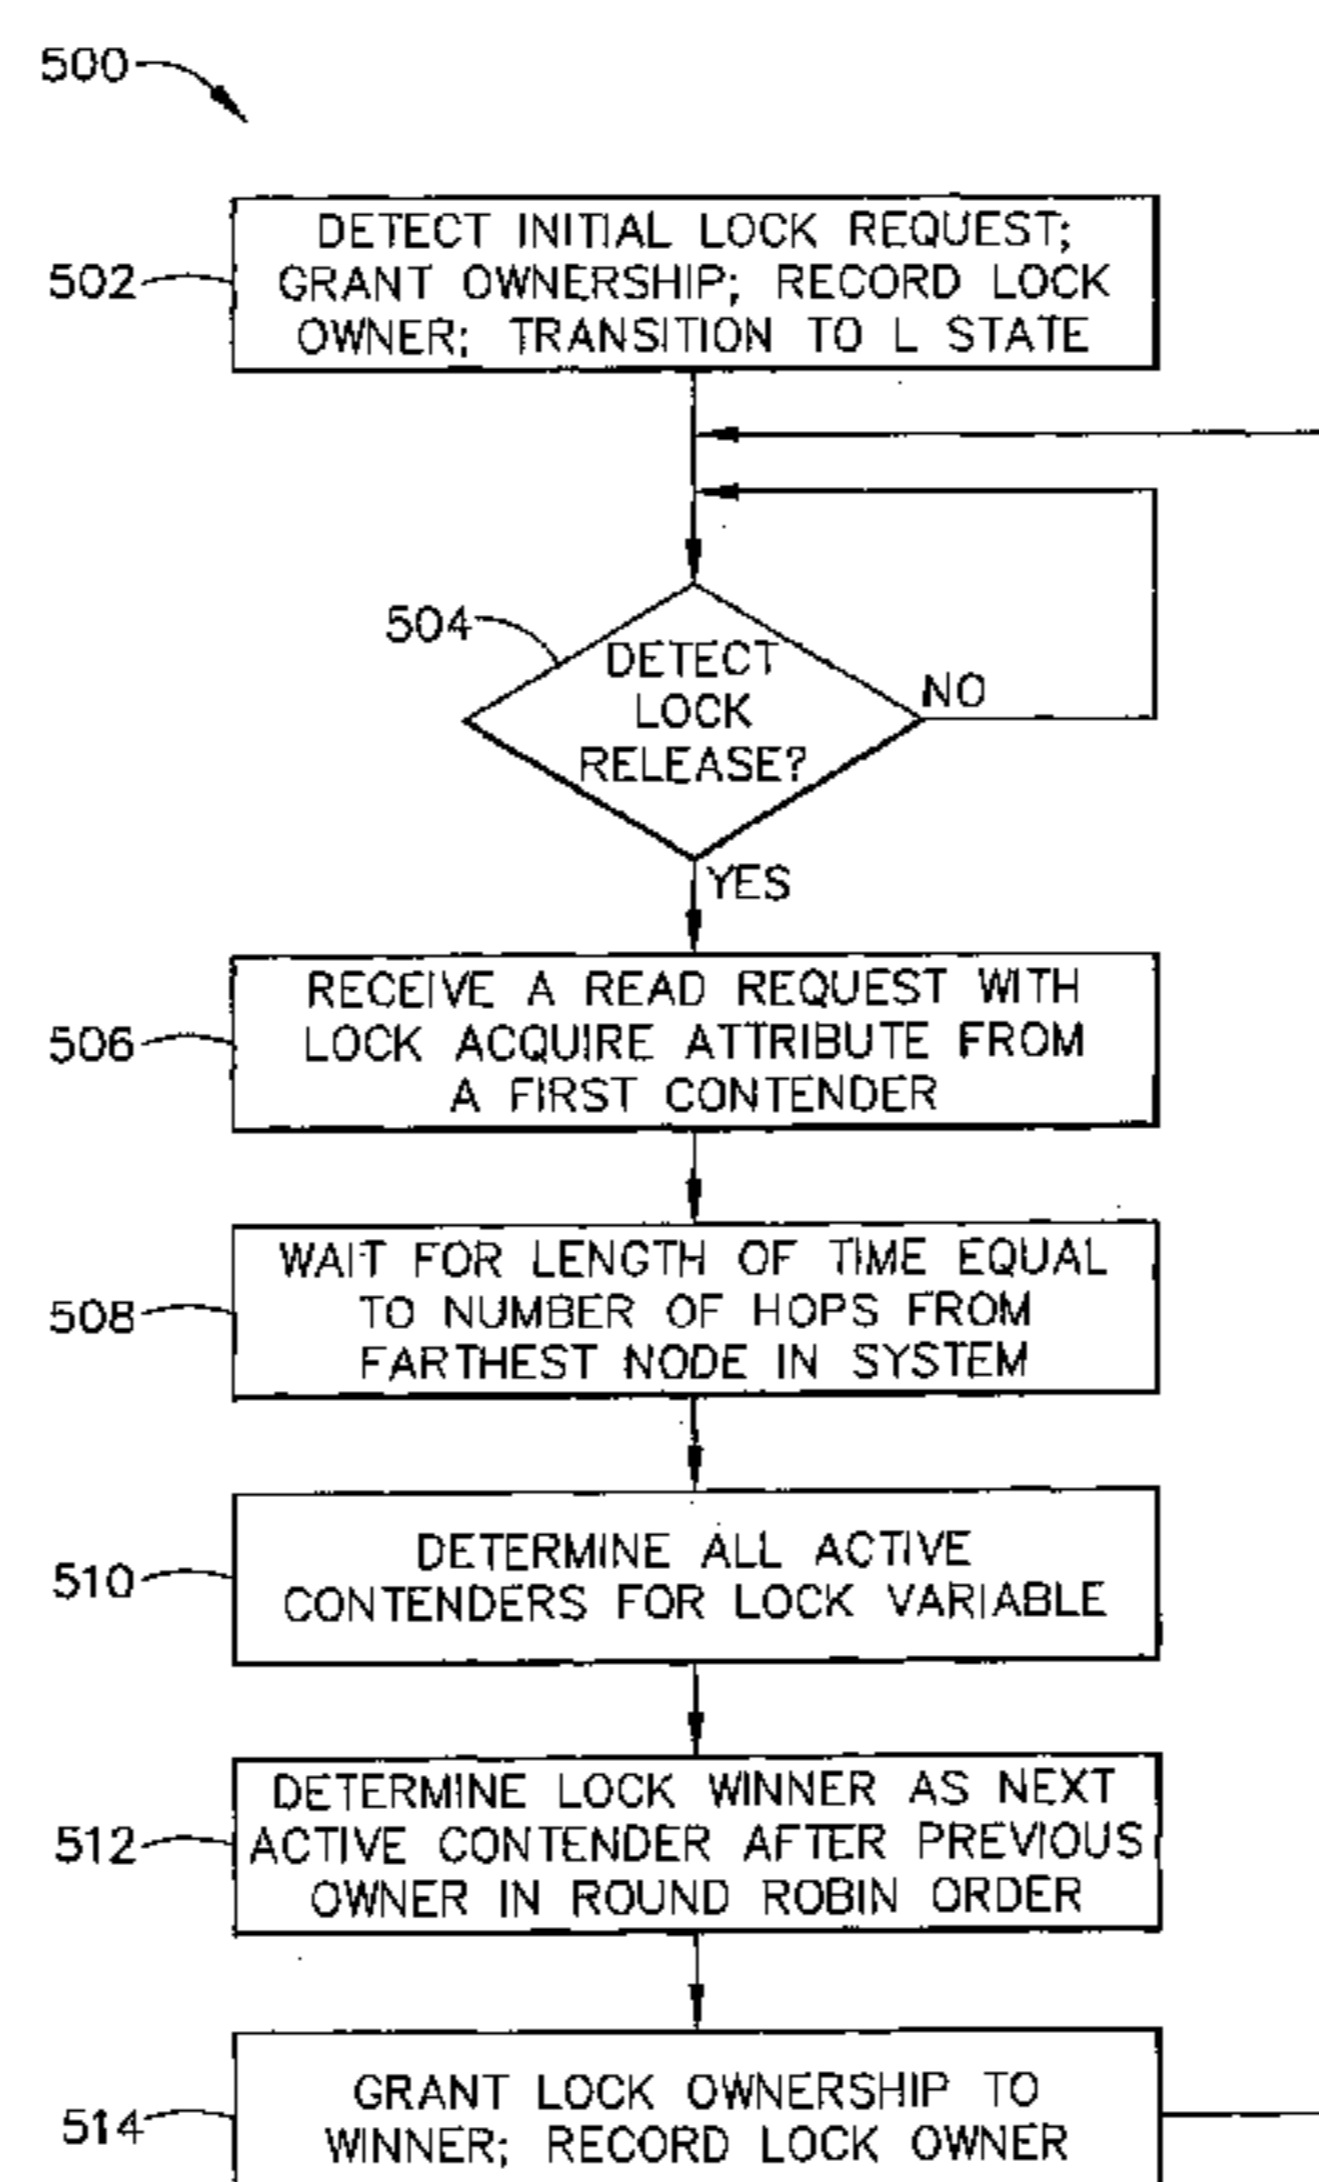 500
502
DETECT INITIAL LOCK REQUEST;
GRANT OWNERSHIP; RECORD LOCK
OWNER; TRANSITION TO L STATE
504
DETECT
LOCK
RELEASE?
NO
YES
506
RECEIVE A READ REQUEST WITH
LOCK ACQUIRE ATTRIBUTE FROM
A FIRST CONTENDER
508
WAIT FOR LENGTH OF TIME EQUAL
TO NUMBER OF HOPS FROM
FARTHEST NODE IN SYSTEM
510
DETERMINE ALL ACTIVE
CONTENDERS FOR LOCK VARIABLE
512
DETERMINE LOCK WINNER AS NEXT
ACTIVE CONTENDER AFTER PREVIOUS
OWNER IN ROUND ROBIN ORDER
514
GRANT LOCK OWNERSHIP TO
WINNER; RECORD LOCK OWNER